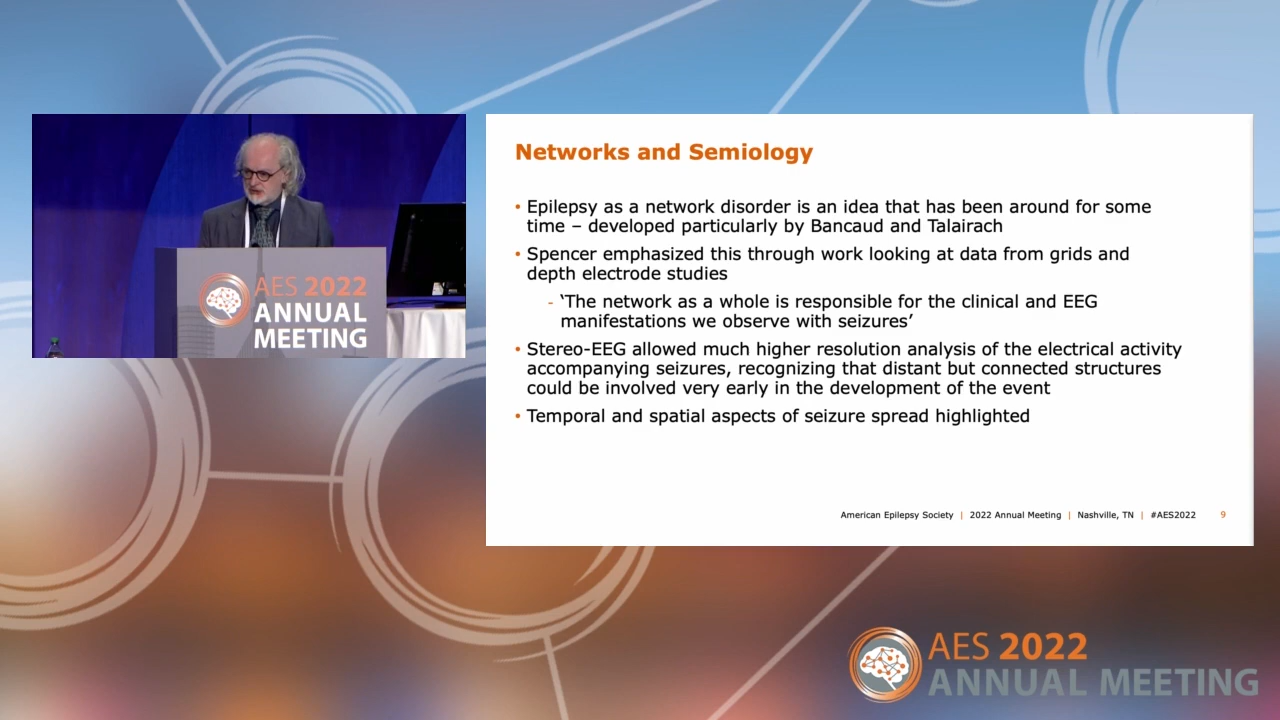 AES 2022
ANNUAL
MEETING
Networks and Semiology
• Epilepsy as a network disorder is an idea that has been around for some
time – developed particularly by Bancaud and Talairach
• Spencer emphasized this through work looking at data from grids and
depth electrode studies
- ‘The network as a whole is responsible for the clinical and EEG
manifestations we observe with seizures’
• Stereo-EEG allowed much higher resolution analysis of the electrical activity
accompanying seizures, recognizing that distant but connected structures
could be involved very early in the development of the event
• Temporal and spatial aspects of seizure spread highlighted
American Epilepsy Society | 2022 Annual Meeting | Nashville, TN | #AES2022 9
AES 2022
ANNUAL MEETING